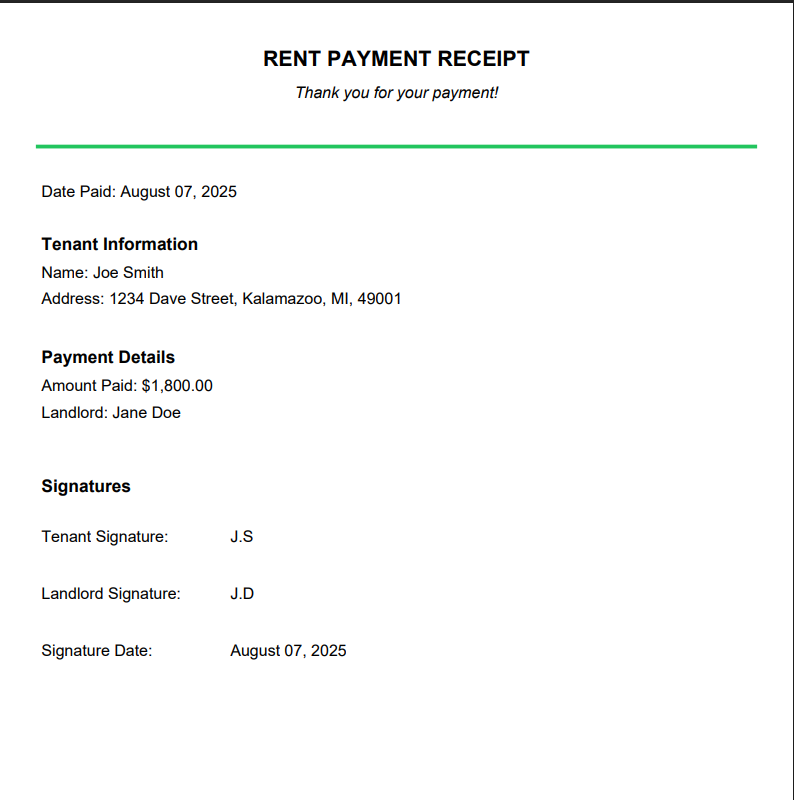 RENT PAYMENT RECEIPT
Thank you for your payment!
Date Paid: August 07, 2025
Tenant Information
Name: Joe Smith
Address: 1234 Dave Street, Kalamazoo, MI, 49001
Payment Details
Amount Paid: $1,800.00
Landlord: Jane Doe
Signatures
Tenant Signature: J.S
Landlord Signature: J.D
Signature Date: August 07, 2025